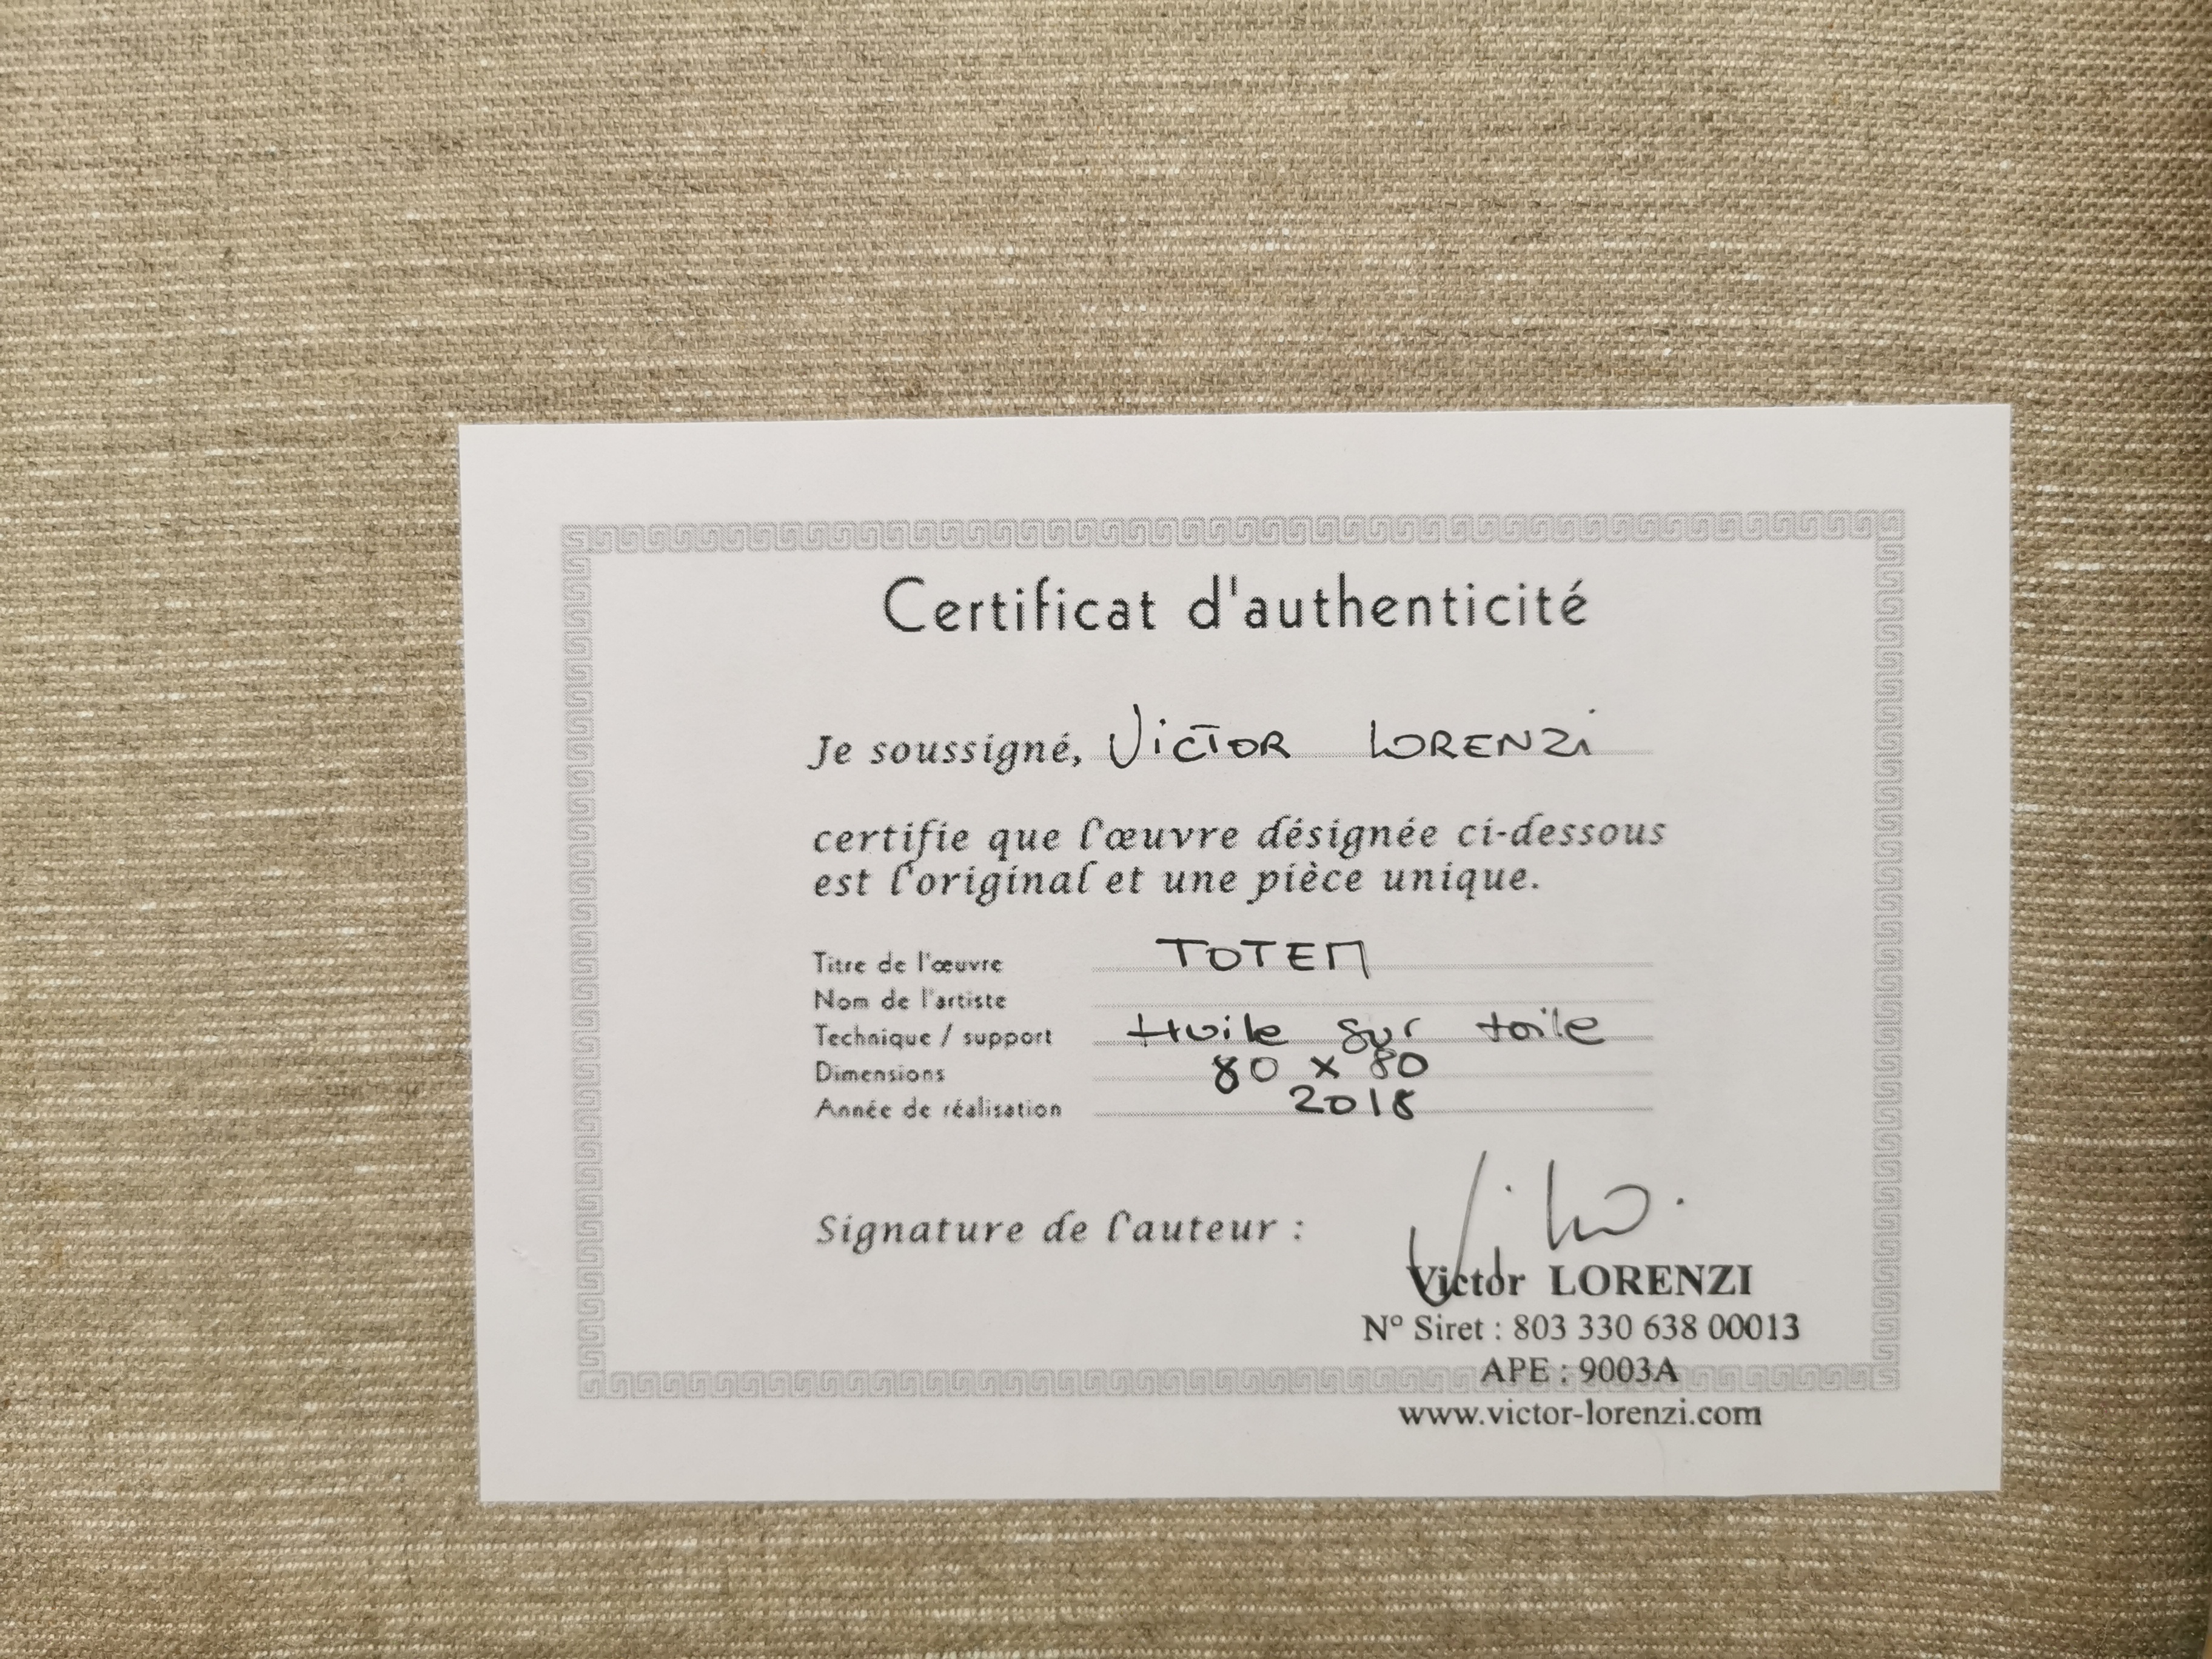 Certificat d'authenticité
Je soussigné, VICTOR LORENZI
certifie que l'œuvre désignée ci-dessous
est l'original et une pièce unique.
Titre de l'œuvre TOTEM
Nom de l'artiste
Technique / support Huile sur toile
Dimensions 80 x 80
Année de réalisation 2018
Signature de l'auteur :
Victor LORENZI
N° Siret : 803 330 638 00013
APE : 9003A
www.victor-lorenzi.com